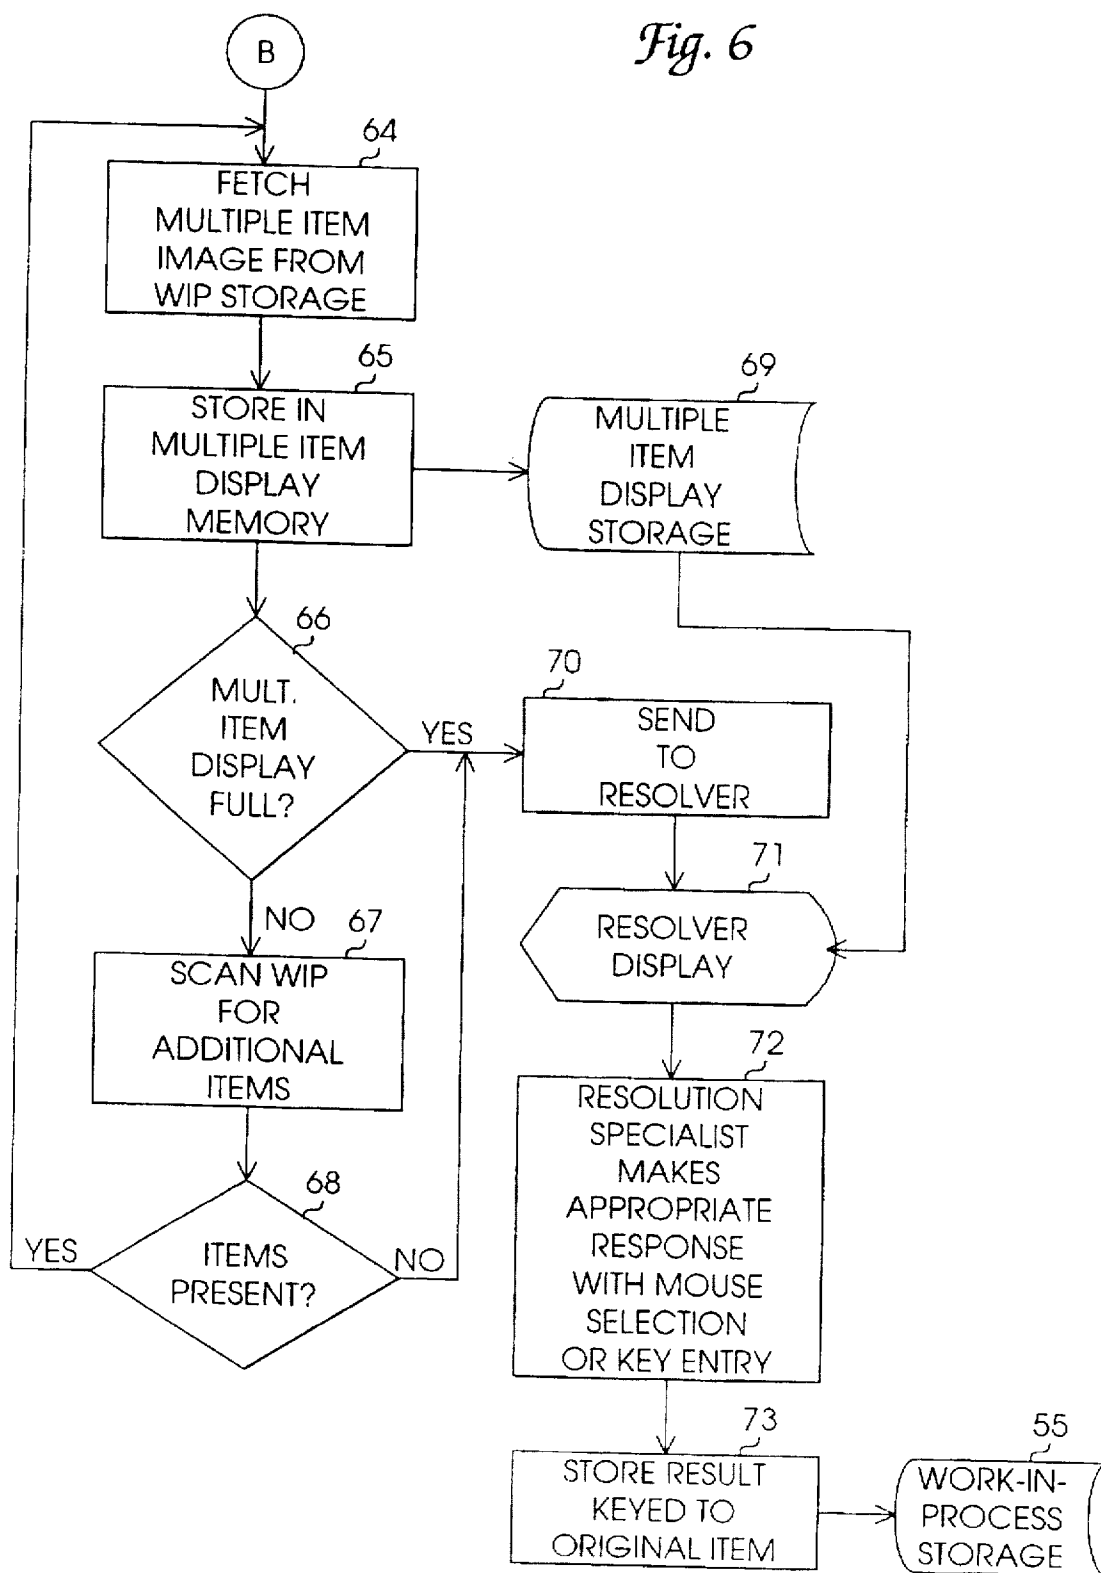 Fig. 6
B
64
FETCH
MULTIPLE ITEM
IMAGE FROM
WIP STORAGE
65
STORE IN
MULTIPLE ITEM
DISPLAY
MEMORY
69
MULTIPLE
ITEM
DISPLAY
STORAGE
66
MULT.
ITEM
DISPLAY
FULL?
YES
NO
70
SEND
TO
RESOLVER
71
RESOLVER
DISPLAY
67
SCAN WIP
FOR
ADDITIONAL
ITEMS
68
ITEMS
PRESENT?
YES
NO
72
RESOLUTION
SPECIALIST
MAKES
APPROPRIATE
RESPONSE
WITH MOUSE
SELECTION
OR KEY ENTRY
73
STORE RESULT
KEYED TO
ORIGINAL ITEM
55
WORK-IN-
PROCESS
STORAGE